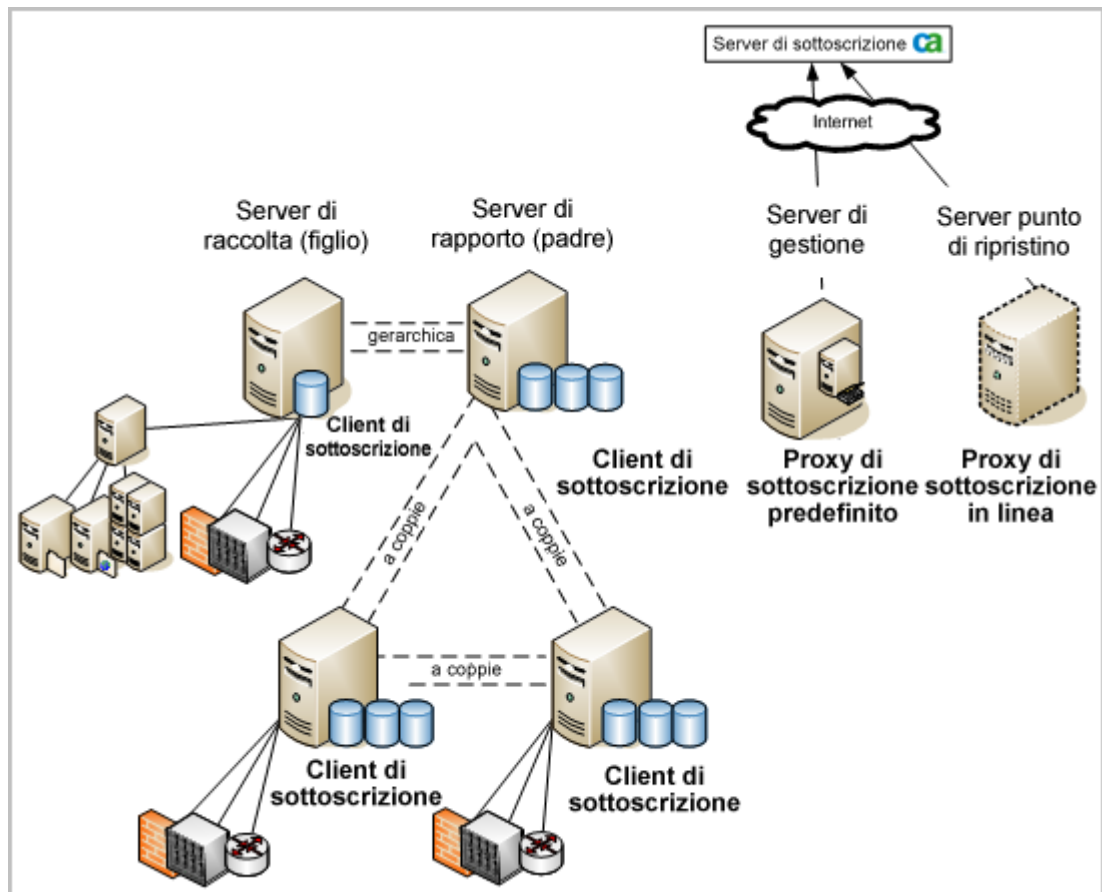 Server di sottoscrizione ca
Internet
Server di
raccolta (figlio)
Server di
rapporto (padre)
Server di
gestione
Server punto
di ripristino
gerarchica
Client di
sottoscrizione
Client di
sottoscrizione
Proxy di
sottoscrizione
predefinito
Proxy di
sottoscrizione
in linea
a coppie
a coppie
a coppie
Client di
sottoscrizione
Client di
sottoscrizione